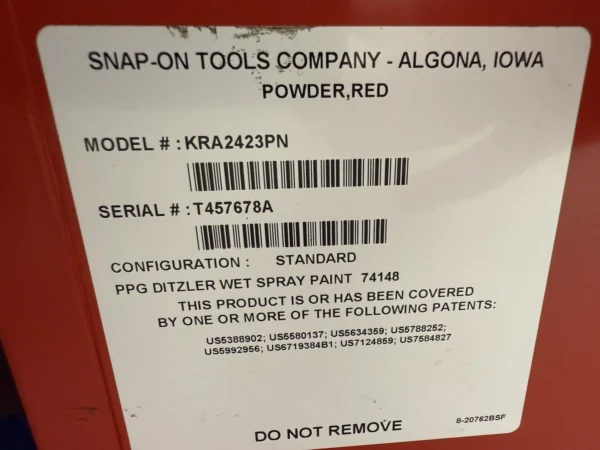 SNAP-ON TOOLS COMPANY - ALGONA, IOWA
POWDER,RED
MODEL # : KRA2423PN
SERIAL # : T457678A
CONFIGURATION : STANDARD
PPG DITZLER WET SPRAY PAINT 74148
THIS PRODUCT IS OR HAS BEEN COVERED
BY ONE OR MORE OF THE FOLLOWING PATENTS:
US5388902; US5580137; US5634359; US5788252;
US5992956; US6719384B1; US7124859; US7584827
DO NOT REMOVE
8-20762BSF